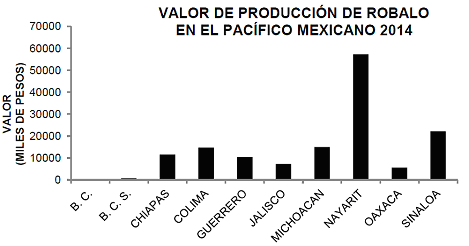 VALOR DE PRODUCCIÓN DE ROBALO
EN EL PACÍFICO MEXICANO 2014
VALOR
(MILES DE PESOS)
70000
60000
50000
40000
30000
20000
10000
0
B. C.
B. C. S.
CHIAPAS
COLIMA
GUERRERO
JALISCO
MICHOACAN
NAYARIT
OAXACA
SINALOA